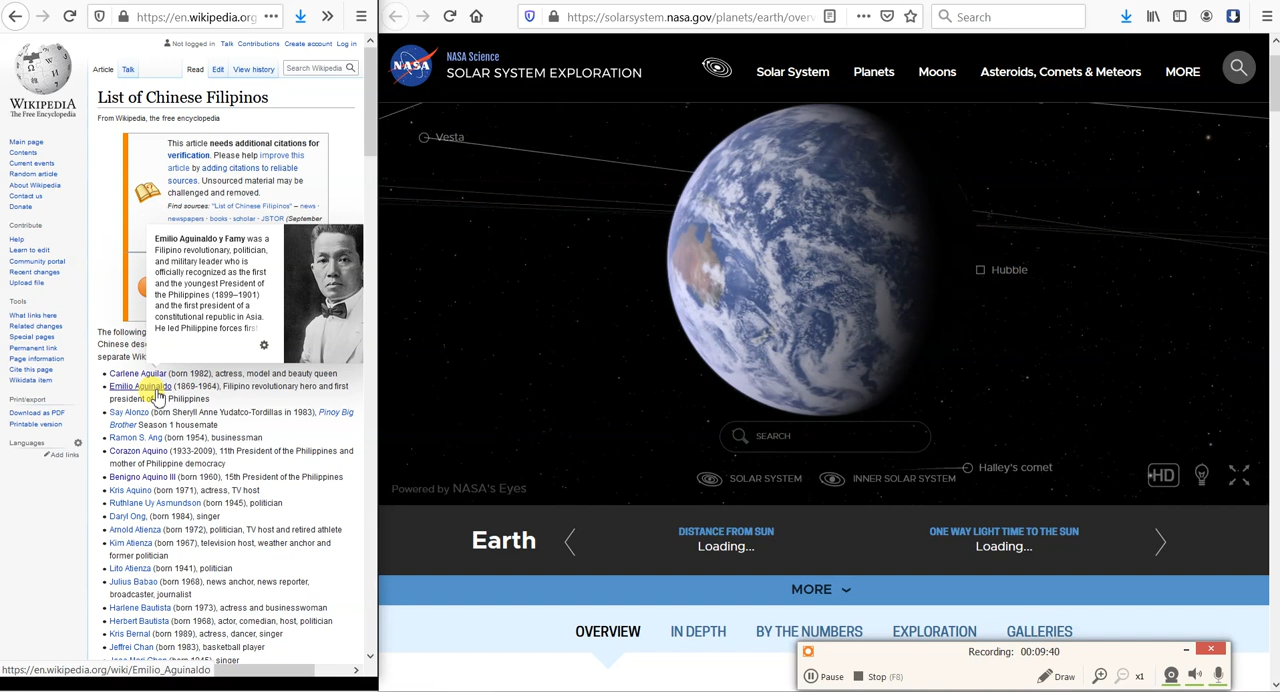 https://en.wikipedia.org
Not logged in Talk Contributions Create account Log in
Article Talk Read Edit View history Search Wikipedia
WIKIPEDIA
The Free Encyclopedia
Main page
Contents
Current events
Random article
About Wikipedia
Contact us
Donate
Contribute
Help
Learn to edit
Community portal
Recent changes
Upload file
Tools
What links here
Related changes
Special pages
Permanent link
Page information
Cite this page
Wikidata item
Print/export
Download as PDF
Printable version
Languages
Add links
List of Chinese Filipinos
From Wikipedia, the free encyclopedia
This article needs additional citations for
verification. Please help improve this
article by adding citations to reliable
sources. Unsourced material may be
challenged and removed.
Find sources: "List of Chinese Filipinos" – news ·
newspapers · books · scholar · JSTOR (September
Emilio Aguinaldo y Famy was a
Filipino revolutionary, politician,
and military leader who is
officially recognized as the first
and the youngest President of
the Philippines (1899–1901)
and the first president of a
constitutional republic in Asia.
He led Philippine forces first
The following
Chinese
separate
• Carlene Aguilar (born 1982), actress, model and beauty queen
• Emilio Aguinaldo (1869-1964), Filipino revolutionary hero and first
president of Philippines
• Say Alonzo (born Sheryll Anne Yudatco-Tordillas in 1983), Pinoy Big
Brother Season 1 housemate
• Ramon S. Ang (born 1954), businessman
• Corazon Aquino (1933-2009), 11th President of the Philippines and
mother of Philippine democracy
• Benigno Aquino III (born 1960), 15th President of the Philippines
• Kris Aquino (born 1971), actress, TV host
• Ruthlane Uy Asmundson (born 1945), politician
• Daryl Ong, (born 1984), singer
• Arnold Atienza (born 1972), politician, TV host and retired athlete
• Kim Atienza (born 1967), television host, weather anchor and
former politician
• Lito Atienza (born 1941), politician
• Julius Babao (born 1968), news anchor, news reporter,
broadcaster, journalist
• Harlene Bautista (born 1973), actress and businesswoman
• Herbert Bautista (born 1968), actor, comedian, host, politician
• Kris Bernal (born 1989), actress, dancer, singer
• Jeffrei Chan (born 1983), basketball player
https://en.wikipedia.org/wiki/Emilio_Aguinaldo
https://solarsystem.nasa.gov/planets/earth/over
Search
NASA
NASA Science
SOLAR SYSTEM EXPLORATION
Solar System Planets Moons Asteroids, Comets & Meteors MORE
Vesta
Hubble
SEARCH
Halley's comet
SOLAR SYSTEM INNER SOLAR SYSTEM
HD
Powered by NASA's Eyes
Earth
DISTANCE FROM SUN
Loading...
ONE WAY LIGHT TIME TO THE SUN
Loading...
MORE
OVERVIEW IN DEPTH BY THE NUMBERS EXPLORATION GALLERIES
Recording: 00:09:40
Pause Stop (F8) Draw x1